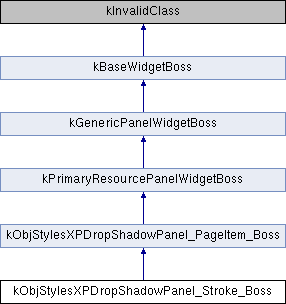 kInvalidClass
kBaseWidgetBoss
kGenericPanelWidgetBoss
kPrimaryResourcePanelWidgetBoss
kObjStylesXPDropShadowPanel_PageItem_Boss
kObjStylesXPDropShadowPanel_Stroke_Boss